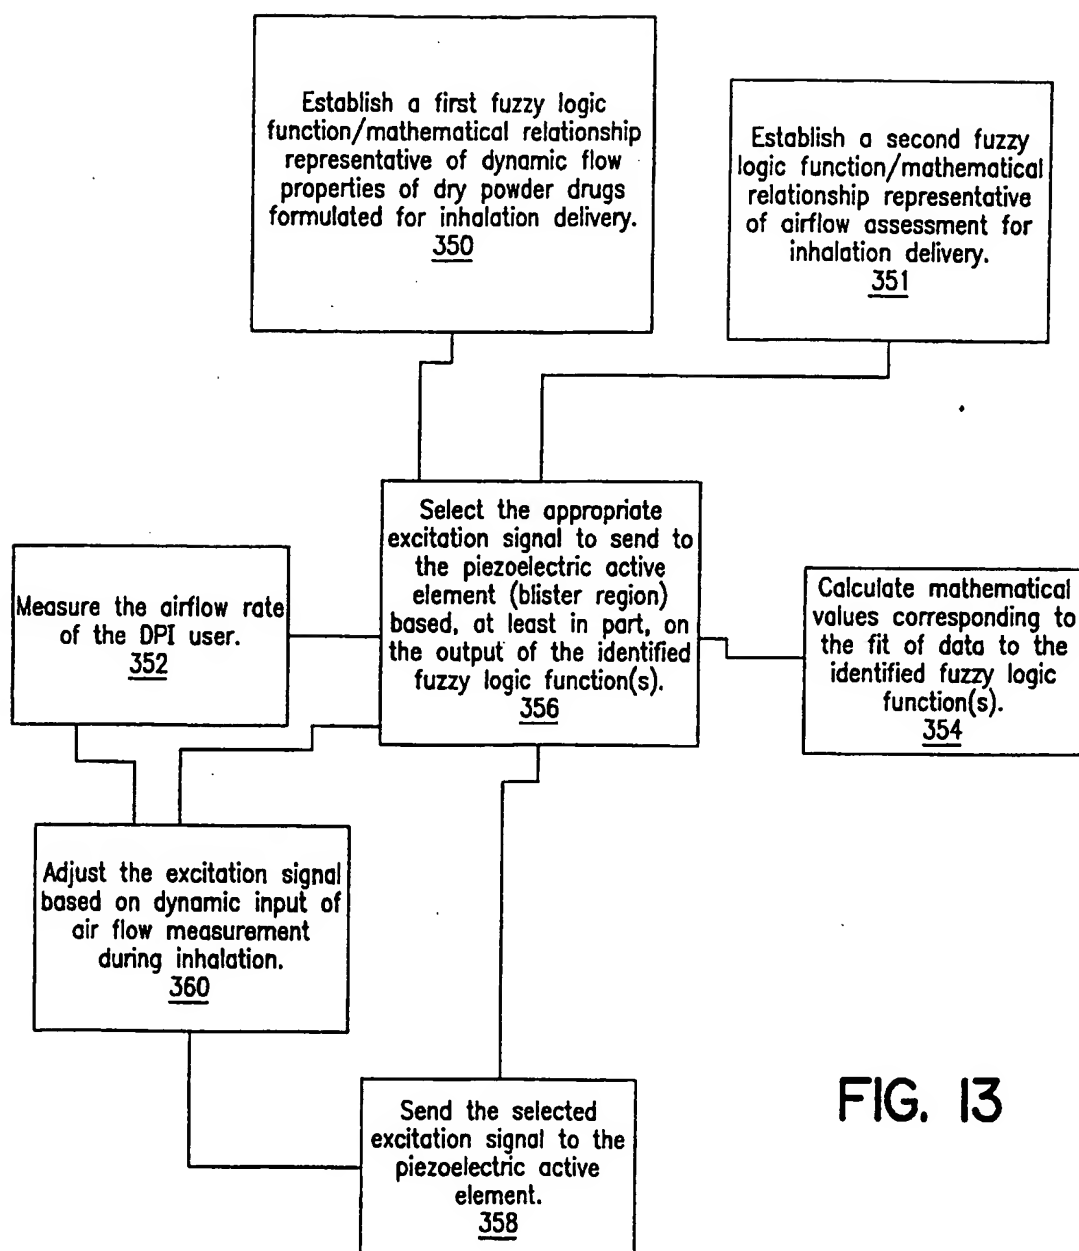 Establish a first fuzzy
logic
function/mathematical relationship
representative of dynamic flow
properties of dry powder drugs
formulated for inhalation delivery.
350
Establish a second fuzzy
logic function/mathematical
relationship representative
of airflow assessment for
inhalation delivery.
351
Select the appropriate
excitation signal to send to
the piezoelectric active
element (blister region)
based, at least in part, on
the output of the identified
fuzzy logic function(s).
356
Measure the airflow rate
of the DPI user.
352
Calculate mathematical
values corresponding to
the fit of data to the
identified fuzzy logic
function(s).
354
Adjust the excitation signal
based on dynamic input of
air flow measurement
during inhalation.
360
Send the selected
excitation signal to the
piezoelectric active
element.
358
FIG. 13